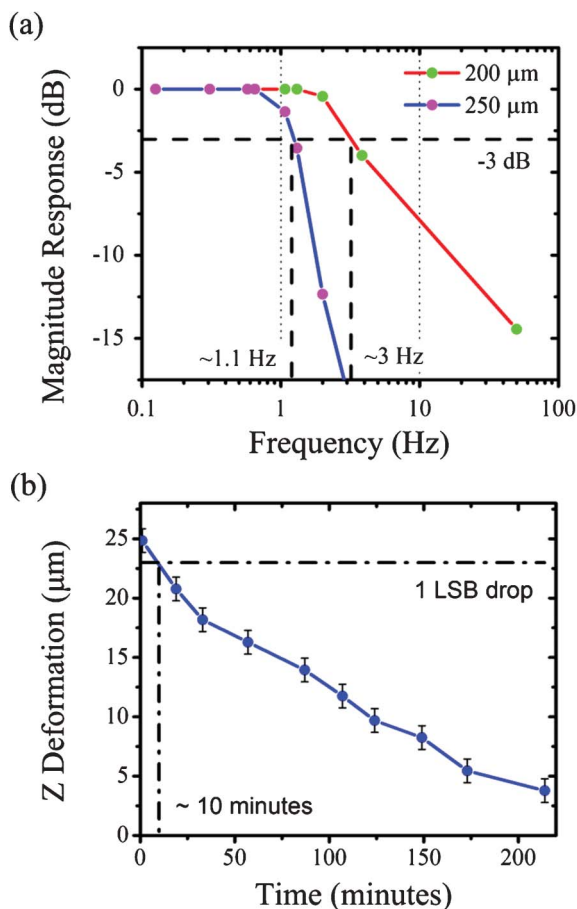 (a)
0
-5
-10
-15
Magnitude Response (dB)
200 μm
250 μm
-3 dB
~1.1 Hz
~3 Hz
0.1
1
10
100
Frequency (Hz)
(b)
25
20
15
10
5
0
Z Deformation (μm)
1 LSB drop
~ 10 minutes
0
50
100
150
200
Time (minutes)